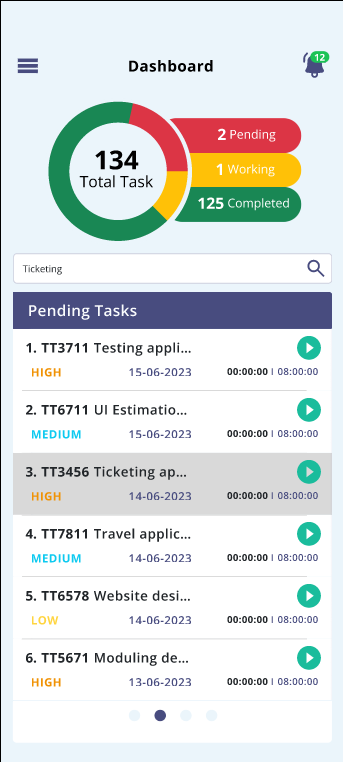 12
Dashboard
134
Total Task
2 Pending
1 Working
125 Completed
Ticketing
Pending Tasks
1. TT3711 Testing appli...
HIGH 15-06-2023 00:00:00 | 08:00:00
2. TT6711 UI Estimatio...
MEDIUM 15-06-2023 00:00:00 | 08:00:00
3. TT3456 Ticketing ap...
HIGH 14-06-2023 00:00:00 | 08:00:00
4. TT7811 Travel applic...
MEDIUM 14-06-2023 00:00:00 | 08:00:00
5. TT6578 Website desi...
LOW 14-06-2023 00:00:00 | 08:00:00
6. TT5671 Moduling de...
HIGH 13-06-2023 00:00:00 | 08:00:00